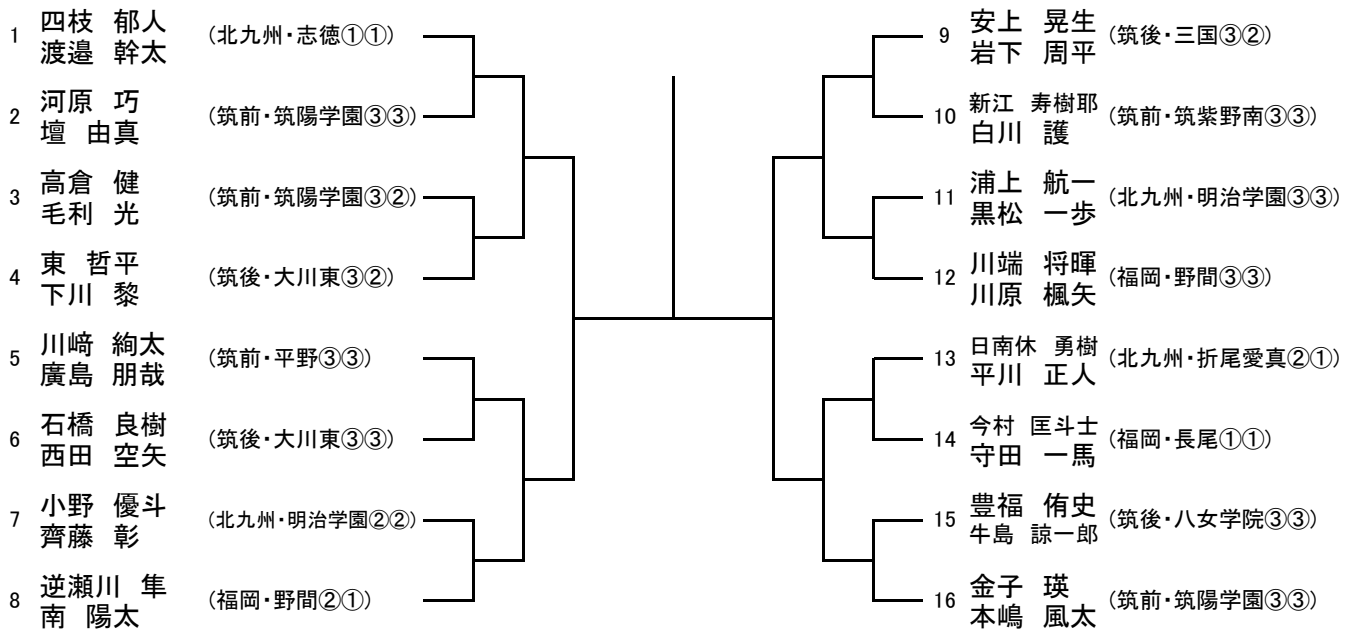 1 四枝 郁人 (北九州・志徳①①)
渡邉 幹太
2 河原 巧 (筑前・筑陽学園③③)
壇 由真
3 高倉 健 (筑前・筑陽学園③②)
毛利 光
4 東 哲平 (筑後・大川東③②)
下川 黎
5 川﨑 絢太 (筑前・平野③③)
廣島 朋哉
6 石橋 良樹 (筑後・大川東③③)
西田 空矢
7 小野 優斗 (北九州・明治学園②②)
齊藤 彰
8 逆瀬川 隼 (福岡・野間②①)
南 陽太
9 安上 晃生 (筑後・三国③②)
岩下 周平
10 新江 寿樹耶 (筑前・筑紫野南③③)
白川 護
11 浦上 航一 (北九州・明治学園③③)
黒松 一歩
12 川端 将暉 (福岡・野間③③)
川原 楓矢
13 日南休 勇樹 (北九州・折尾愛真②①)
平川 正人
14 今村 匡斗士 (福岡・長尾①①)
守田 一馬
15 豊福 侑史 (筑後・八女学院③③)
牛島 諒一郎
16 金子 瑛 (筑前・筑陽学園③③)
本嶋 風太